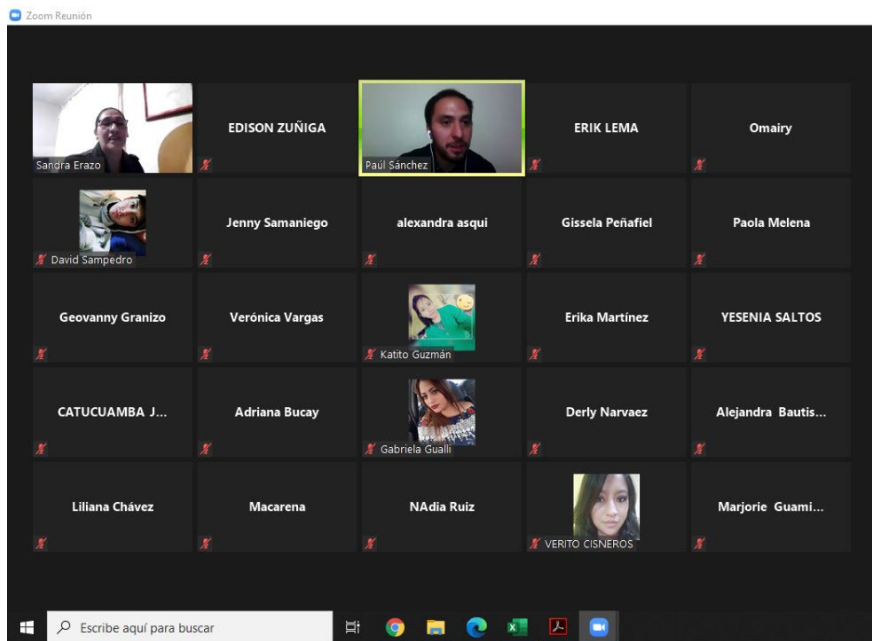 Zoom Reunión
Sandra Erazo
EDISON ZUÑIGA
Paúl Sánchez
ERIK LEMA
Omairy
David Sampedro
Jenny Samaniego
alexandra asqui
Gissela Peñafiel
Paola Melena
Geovanny Granizo
Verónica Vargas
Katito Guzmán
Erika Martínez
YESENIA SALTOS
CATUCUAMBA J...
Adriana Bucay
Gabriela Gualli
Derly Narvaez
Alejandra Bautis...
Liliana Chávez
Macarena
NAdia Ruiz
VERITO CISNEROS
Marjorie Guami...
Escribe aquí para buscar